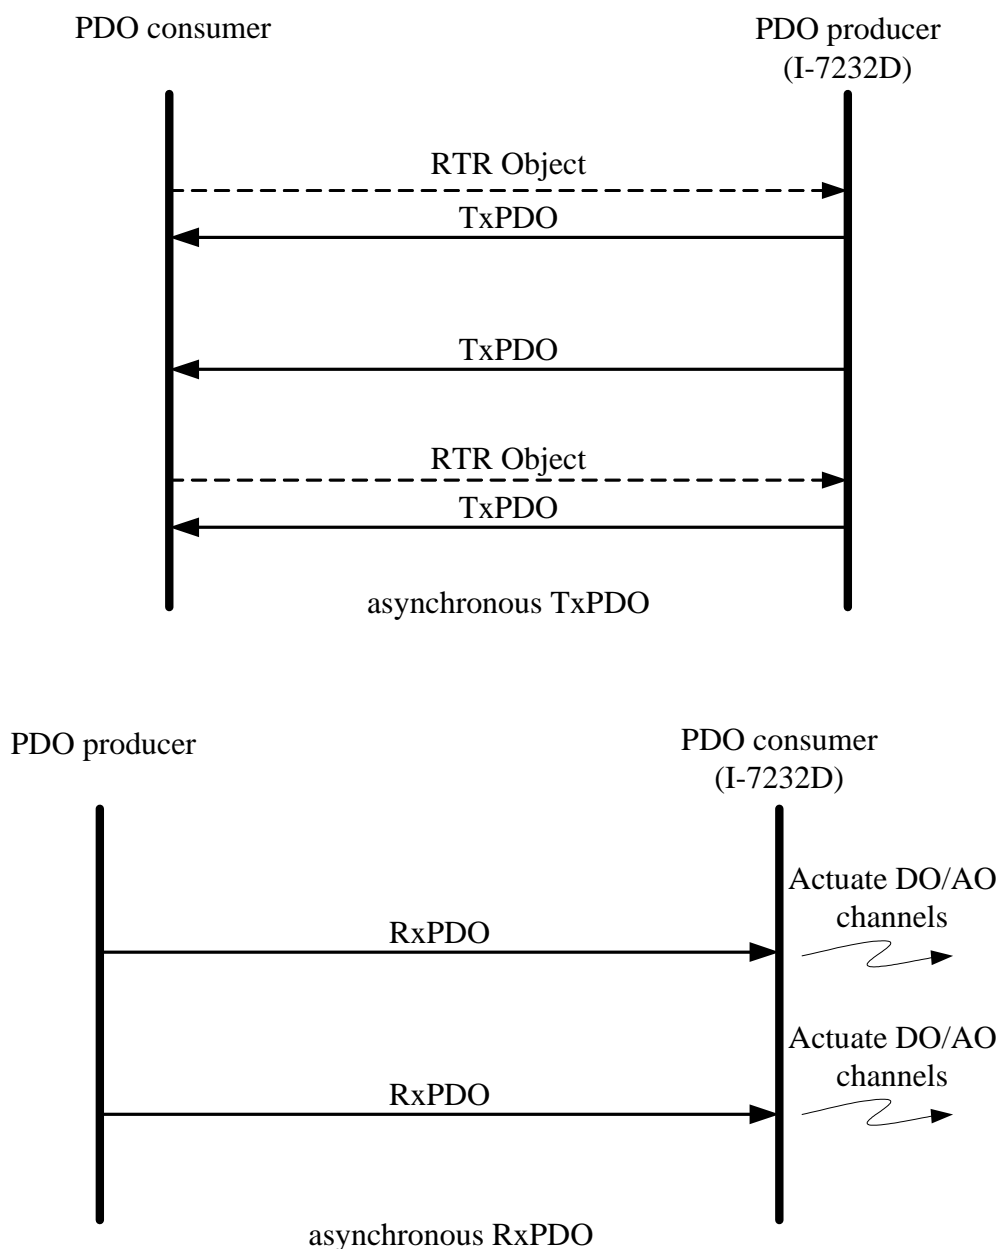 PDO consumer
PDO producer
(I-7232D)
RTR Object
TxPDO
TxPDO
RTR Object
TxPDO
asynchronous TxPDO
PDO producer
PDO consumer
(I-7232D)
Actuate DO/AO
channels
RxPDO
Actuate DO/AO
channels
RxPDO
asynchronous RxPDO